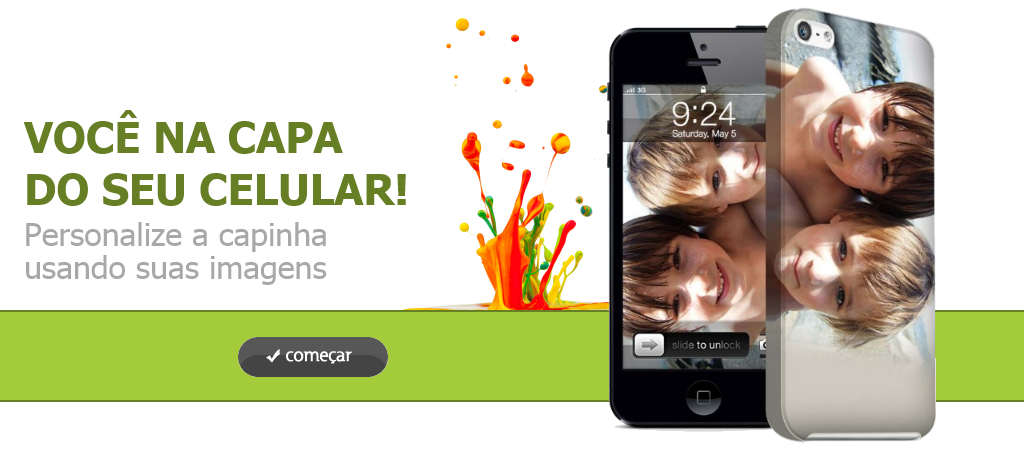 VOCÊ NA CAPA
DO SEU CELULAR!
Personalize a capinha
usando suas imagens
começar
3G
9:24
Saturday, May 5
slide to unlock